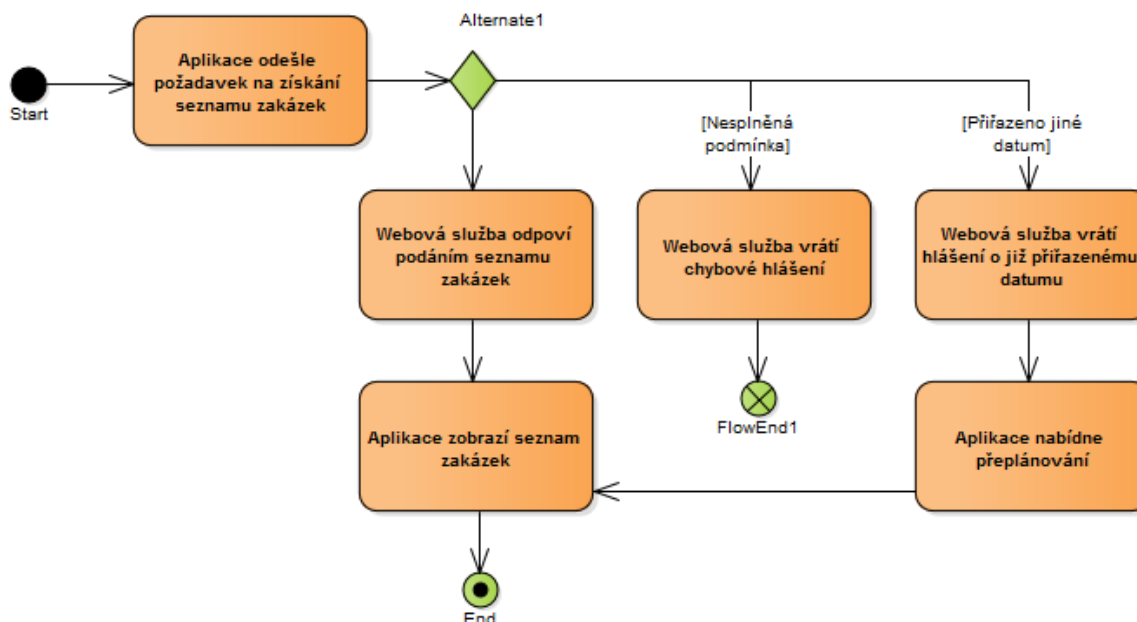 Alternate1
Aplikace odešle
požadavek na získání
seznamu zakázek
Start
[Nesplněná
podmínka]
[Přiřazeno jiné
datum]
Webová služba odpoví
podáním seznamu
zakázek
Webová služba vrátí
chybové hlášení
Webová služba vrátí
hlášení o již přiřazenému
datumu
Aplikace zobrazí seznam
zakázek
FlowEnd1
Aplikace nabídne
přeplánování
End